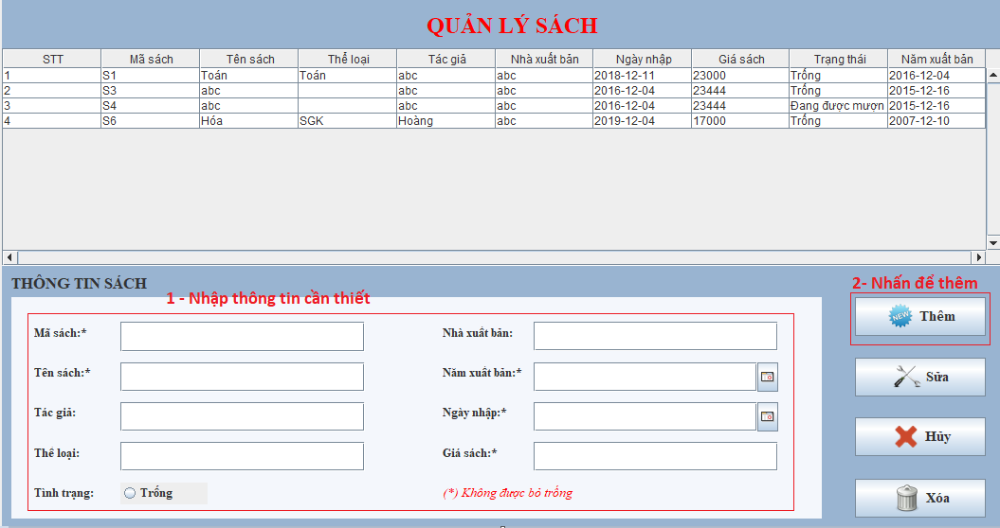 QUẢN LÝ SÁCH
STT Mã sách Tên sách Thể loại Tác giả Nhà xuất bản Ngày nhập Giá sách Trạng thái Năm xuất bản
1 S1 Toán Toán abc abc 2018-12-11 23000 Trống 2016-12-04
2 S3 abc abc abc 2016-12-04 23444 Trống 2015-12-16
3 S4 abc abc abc 2016-12-04 23444 Đang được mượn 2015-12-16
4 S6 Hóa SGK Hoàng abc 2019-12-04 17000 Trống 2007-12-10
THÔNG TIN SÁCH
1 - Nhập thông tin cần thiết
2- Nhấn để thêm
Mã sách:* Nhà xuất bản:
Tên sách:* Năm xuất bản:*
Tác giả: Ngày nhập:*
Thể loại: Giá sách:*
Tình trạng: Trống (*) Không được bỏ trống
NEW Thêm
Sửa
Hủy
Xóa